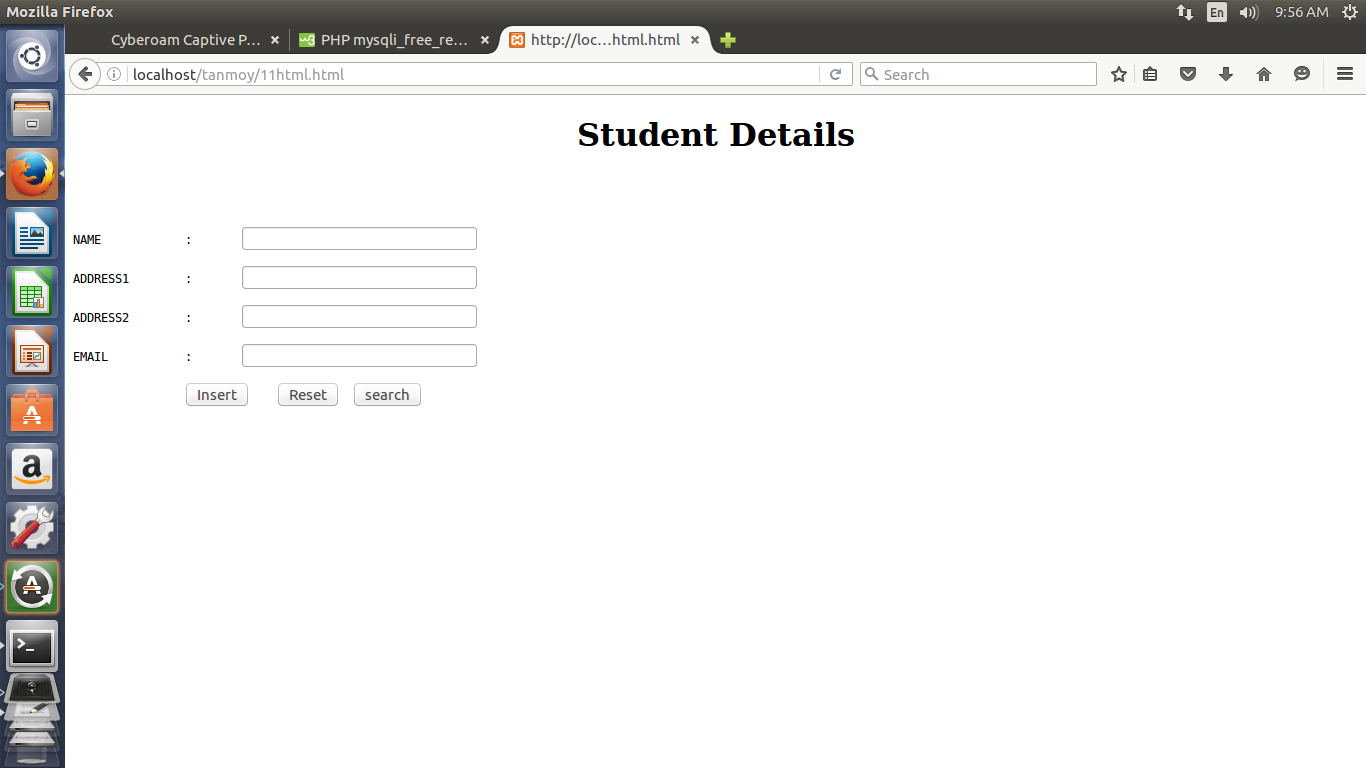 Mozilla Firefox En 9:56 AM
Cyberoam Captive P... PHP mysqli_free_re... http://loc...html.html
localhost/tanmoy/11html.html Search
Student Details
NAME :
ADDRESS1 :
ADDRESS2 :
EMAIL :
Insert Reset search